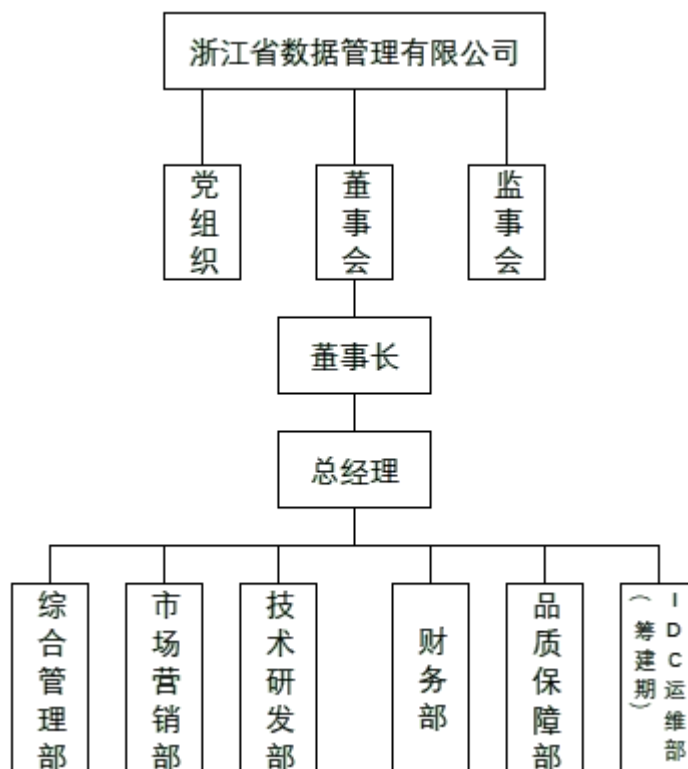 浙江省数据管理有限公司
党组织
董事会
监事会
董事长
总经理
综合管理部
市场营销部
技术研发部
财务部
品质保障部
IDC运维部
（筹建期）